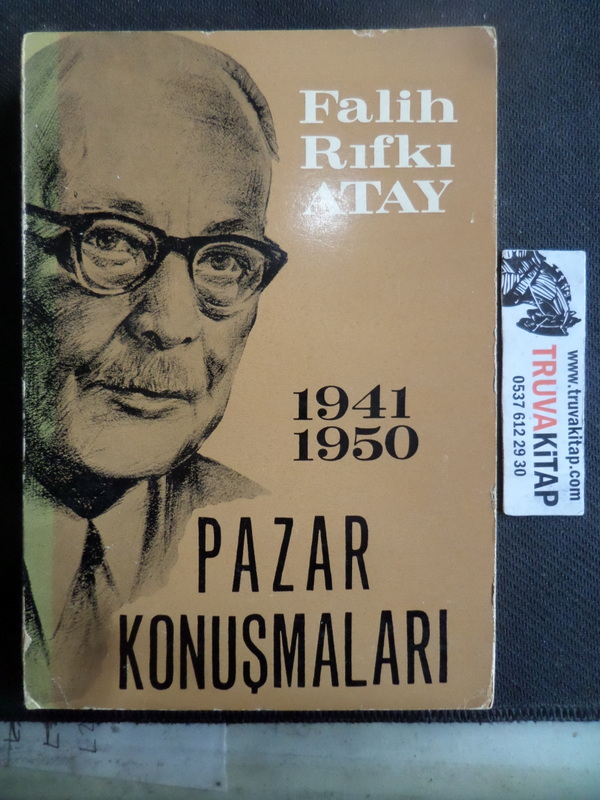 Falih
Rıfkı
ATAY
1941
1950
PAZAR
KONUŞMALARI
www.truvakitap.com
TRUVAKİTAP
0537 612 29 30